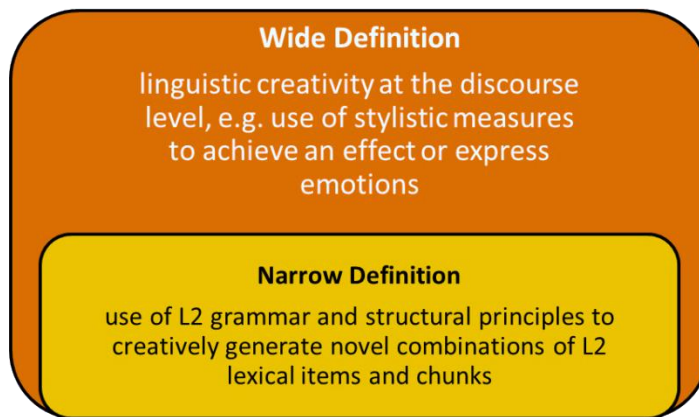 Wide Definition
linguistic creativity at the discourse
level, e.g. use of stylistic measures
to achieve an effect or express
emotions
Narrow Definition
use of L2 grammar and structural principles to
creatively generate novel combinations of L2
lexical items and chunks